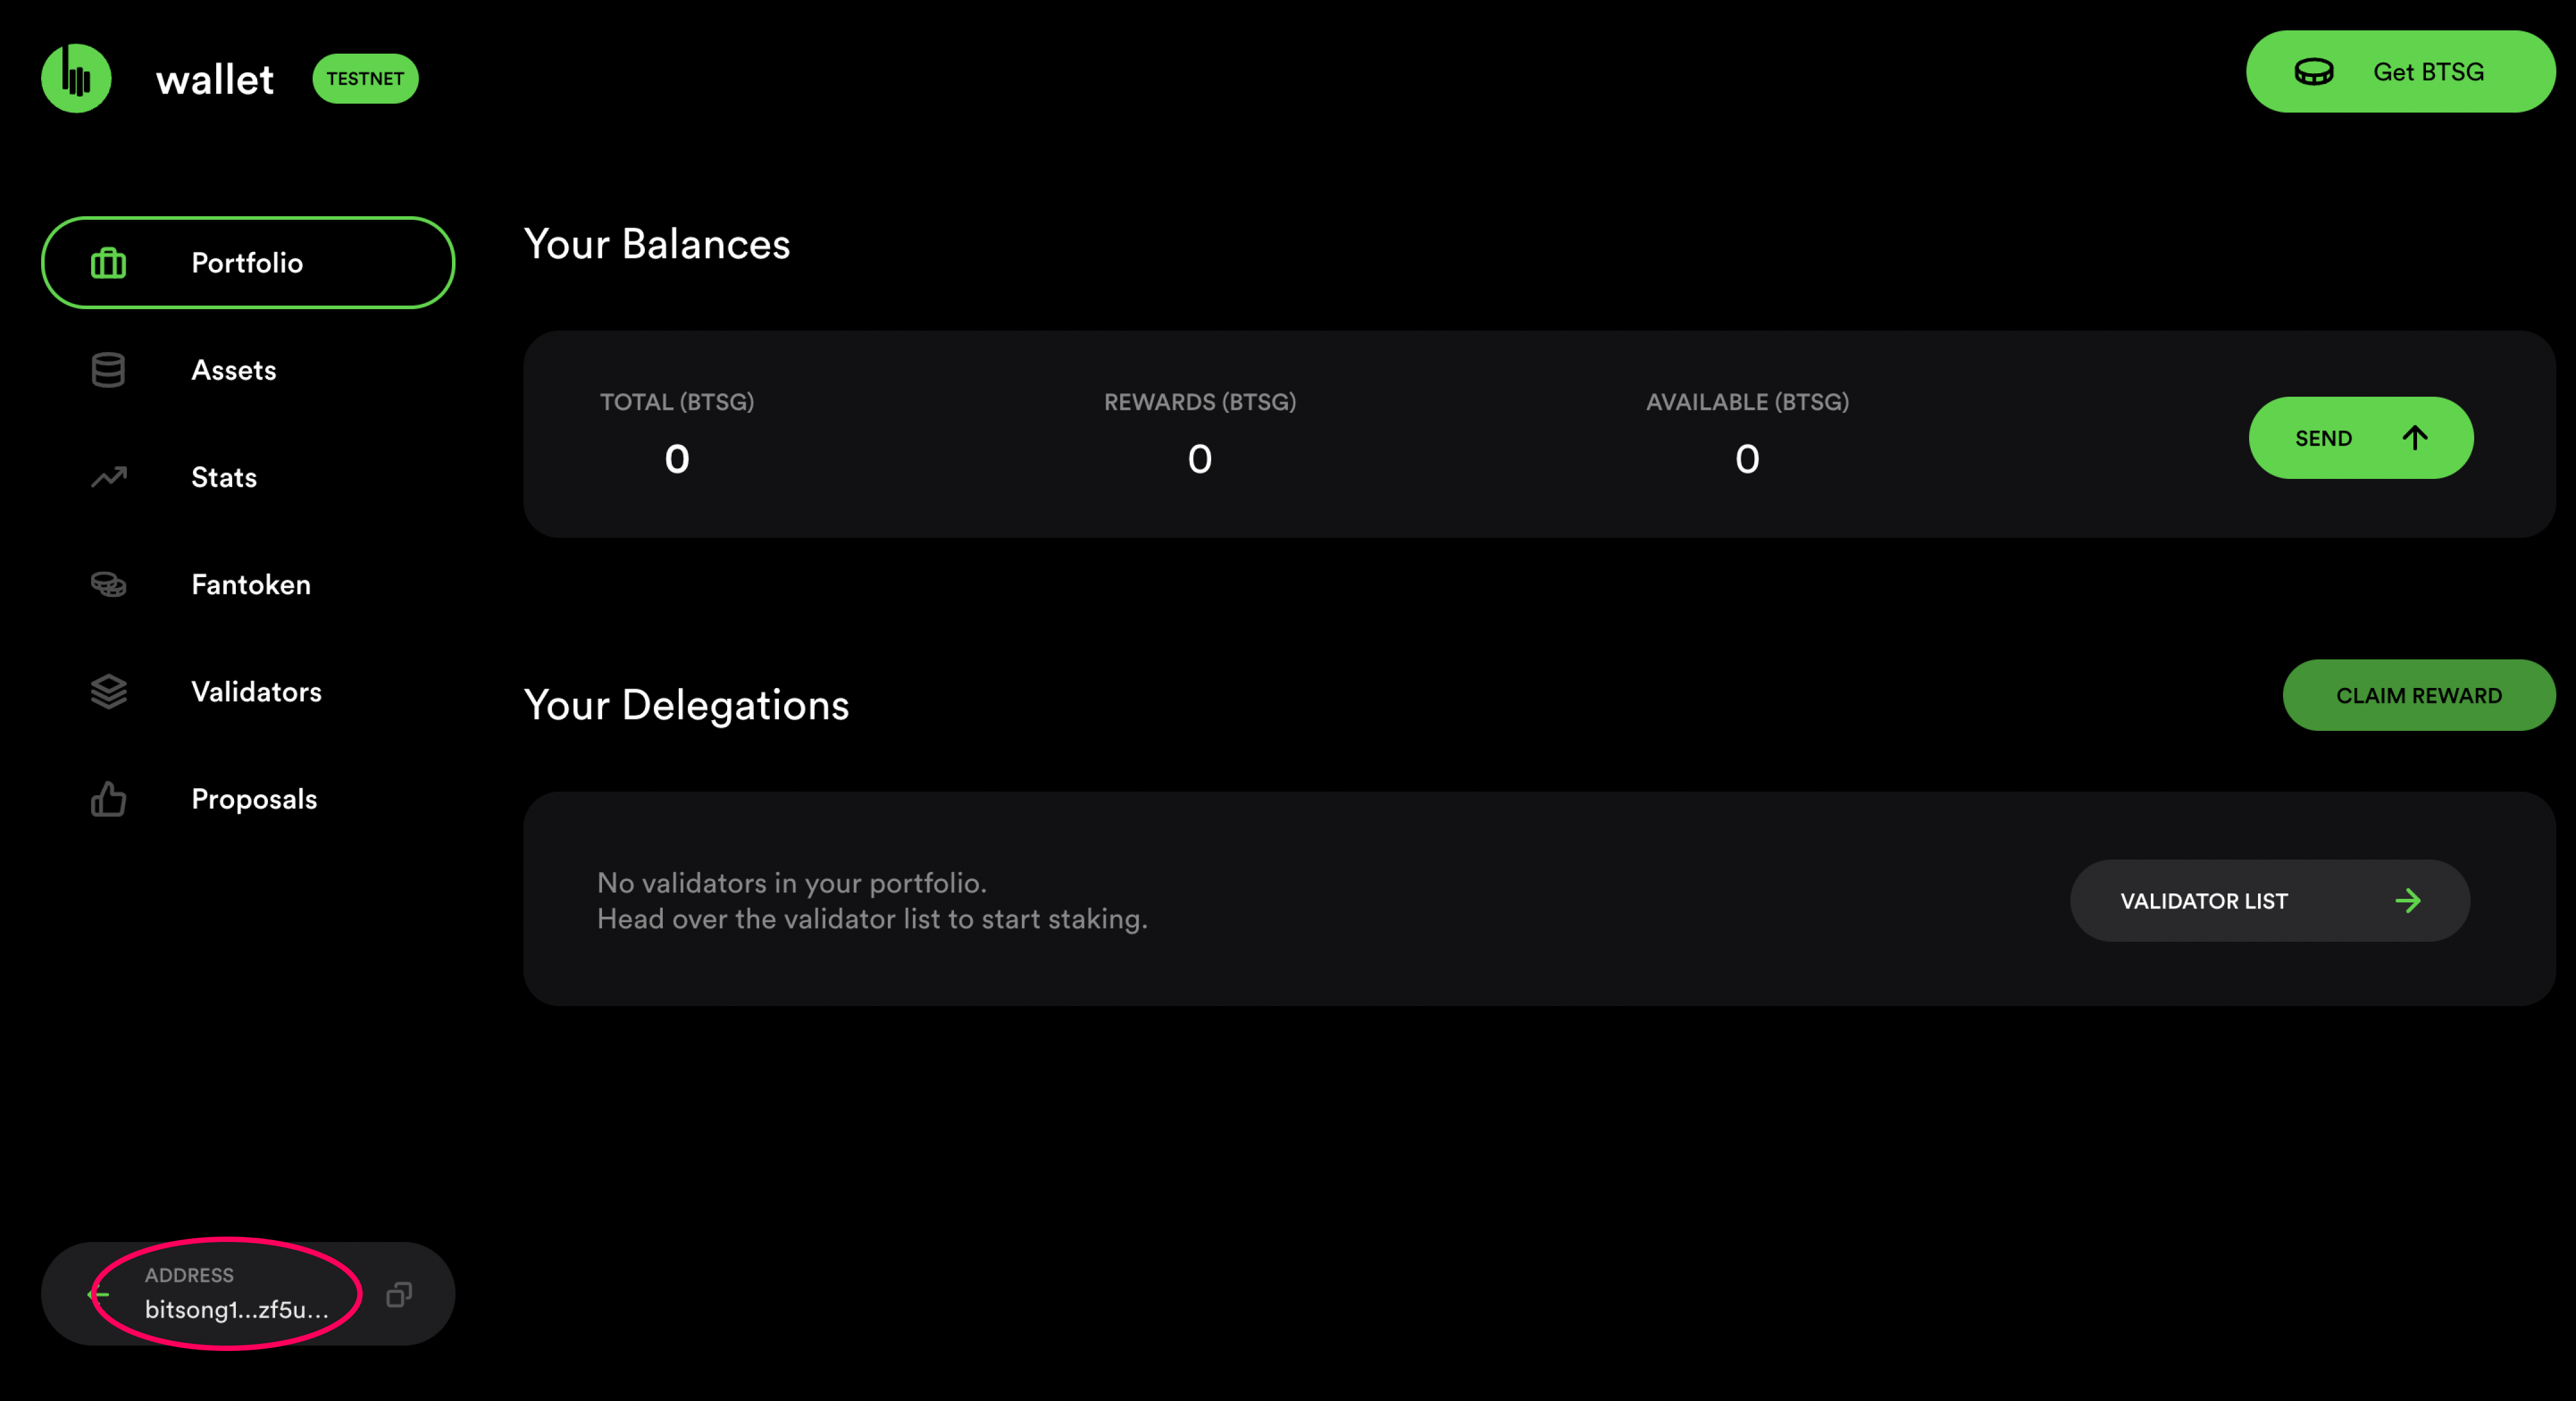 wallet TESTNET
Get BTSG
Portfolio
Assets
Stats
Fantoken
Validators
Proposals
Your Balances
TOTAL (BTSG) REWARDS (BTSG) AVAILABLE (BTSG)
0 0 0
SEND
Your Delegations
CLAIM REWARD
No validators in your portfolio.
Head over the validator list to start staking.
VALIDATOR LIST
ADDRESS
bitsong1...zf5u...